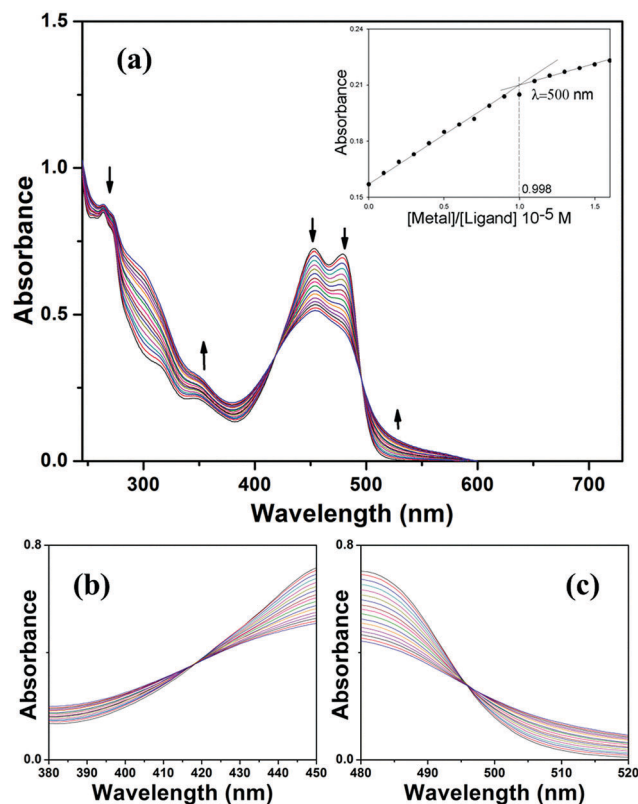 (a)
1.5
1.0
0.5
0.0
Absorbance
300
400
500
600
700
Wavelength (nm)
0.24
0.21
0.18
0.15
Absorbance
λ=500 nm
0.998
0.0
0.5
1.0
1.5
[Metal]/[Ligand] 10-5 M
(b)
0.8
0.0
Absorbance
380 390 400 410 420 430 440 450
Wavelength (nm)
(c)
0.8
0.0
Absorbance
480 490 500 510 520
Wavelength (nm)